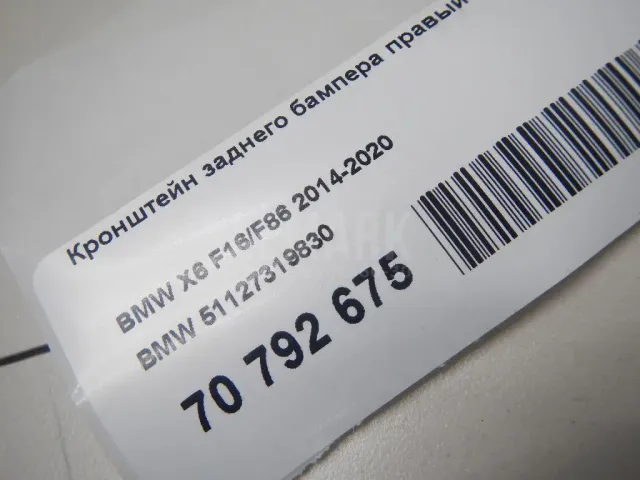 Кронштейн заднего бампера правый
BMW X6 F16/F86 2014-2020
BMW 51127319830
70 792 675